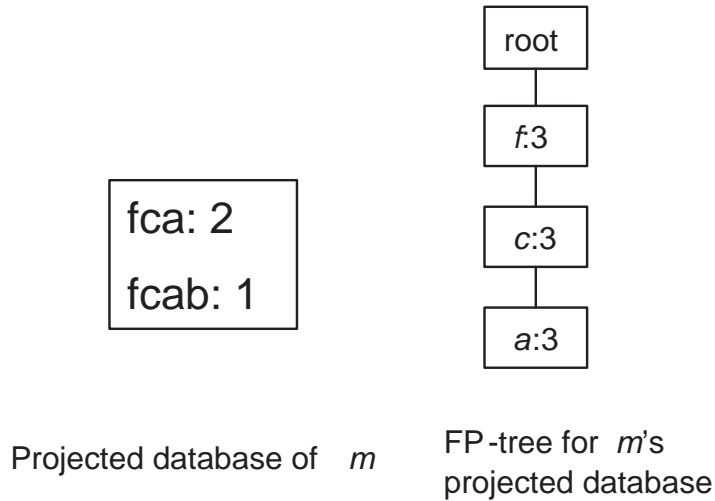 root
f:3
c:3
a:3
fca: 2
fcab: 1
Projected database of m
FP-tree for m's
projected database